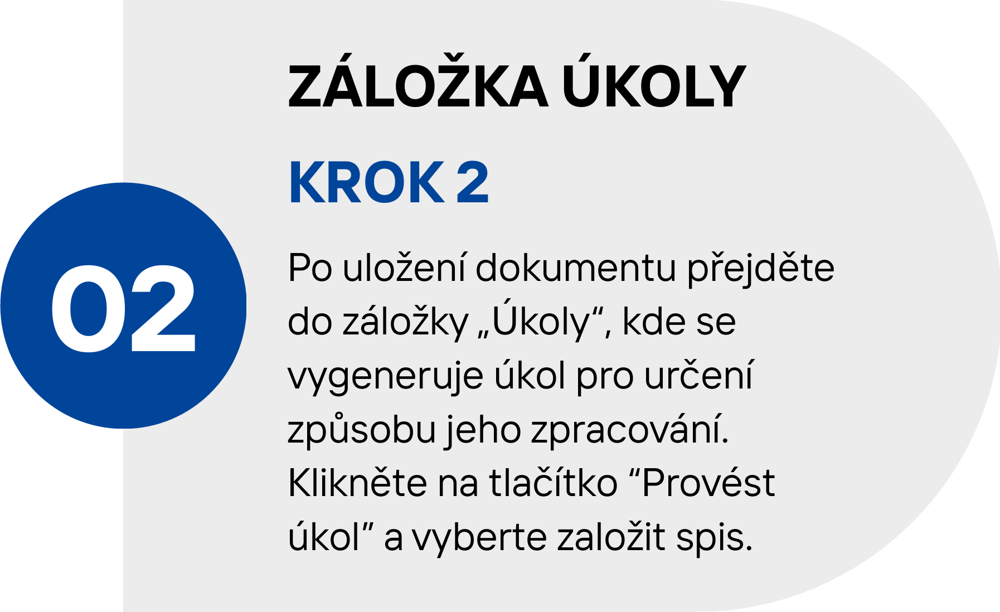 ZÁLOŽKA ÚKOLY
KROK 2
02
Po uložení dokumentu přejděte
do záložky „Úkoly“, kde se
vygeneruje úkol pro určení
způsobu jeho zpracování.
Klikněte na tlačítko “Provést
úkol” a vyberte založit spis.